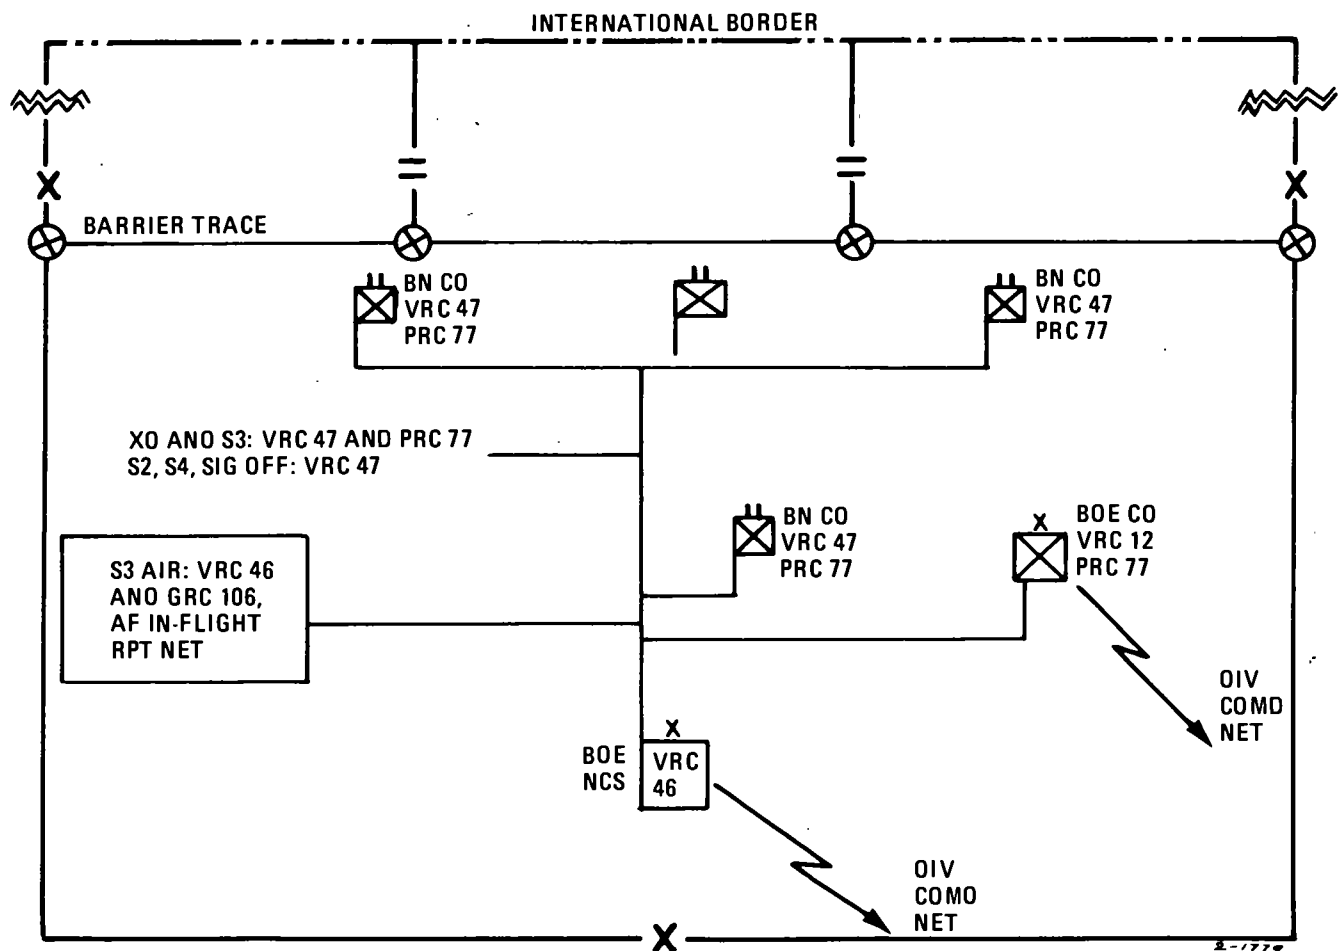 INTERNATIONAL BORDER
X
X
BARRIER TRACE
BN CO
VRC 47
PRC 77
BN CO
VRC 47
PRC 77
XO ANO S3: VRC 47 AND PRC 77
S2, S4, SIG OFF: VRC 47
BN CO
VRC 47
PRC 77
X
BOE CO
VRC 12
PRC 77
S3 AIR: VRC 46
ANO GRC 106,
AF IN-FLIGHT
RPT NET
OIV
COMD
NET
X
BOE
NCS
VRC
46
OIV
COMO
NET
X